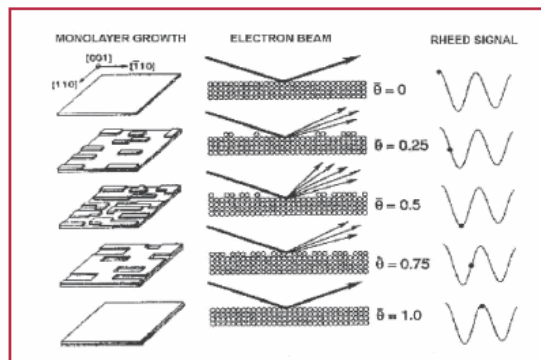 MONOLAYER GROWTH
ELECTRON BEAM
RHEED SIGNAL
[001]
[1̄10]
[110]
θ̄ = 0
θ̄ = 0.25
θ̄ = 0.5
θ̄ = 0.75
θ̄ = 1.0